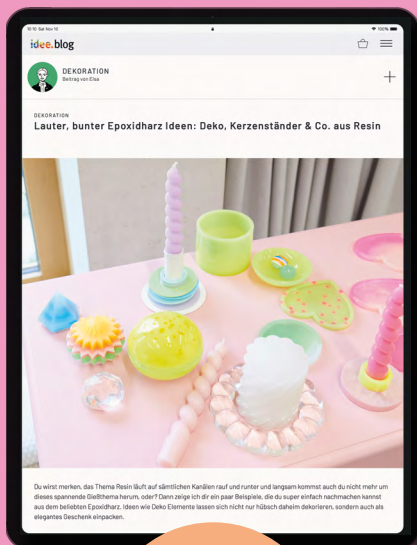 10:10 Sat Nov 10
100%
idee.blog
DEKORATION
Beitrag von Elsa
DEKORATION
Lauter, bunter Epoxidharz Ideen: Deko, Kerzenständer & Co. aus Resin
Du wirst merken, das Thema Resin läuft auf sämtlichen Kanälen rauf und runter und langsam kommst auch du nicht mehr um
dieses spannende Gießthema herum, oder? Dann zeige ich dir ein paar Beispiele, die du super einfach nachmachen kannst
aus dem beliebten Epoxidharz. Ideen wie Deko Elemente lassen sich nicht nur hübsch daheim dekorieren, sondern auch als
elegantes Geschenk einpacken.